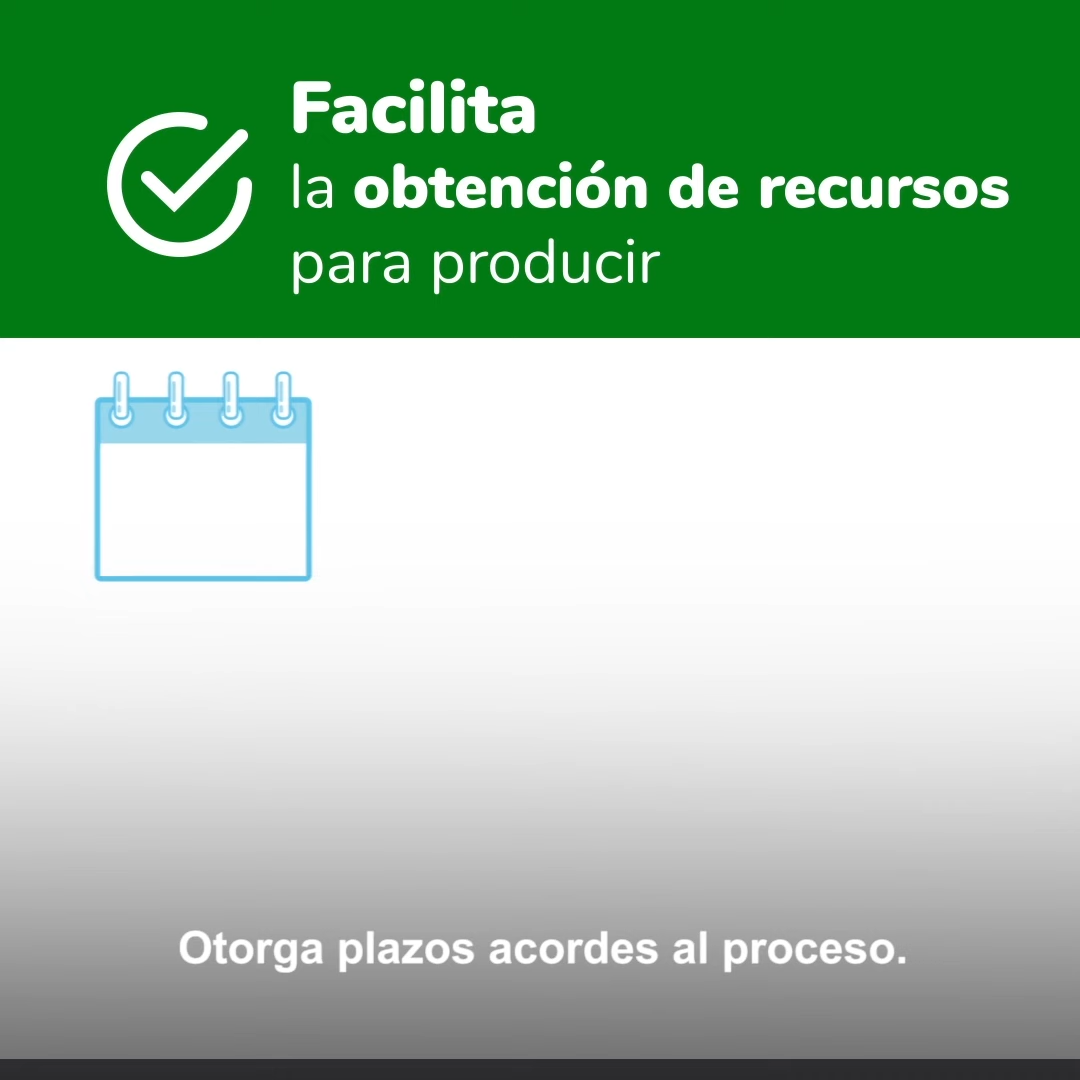 Facilita
la obtención de recursos
para producir
Otorga plazos acordes al proceso.